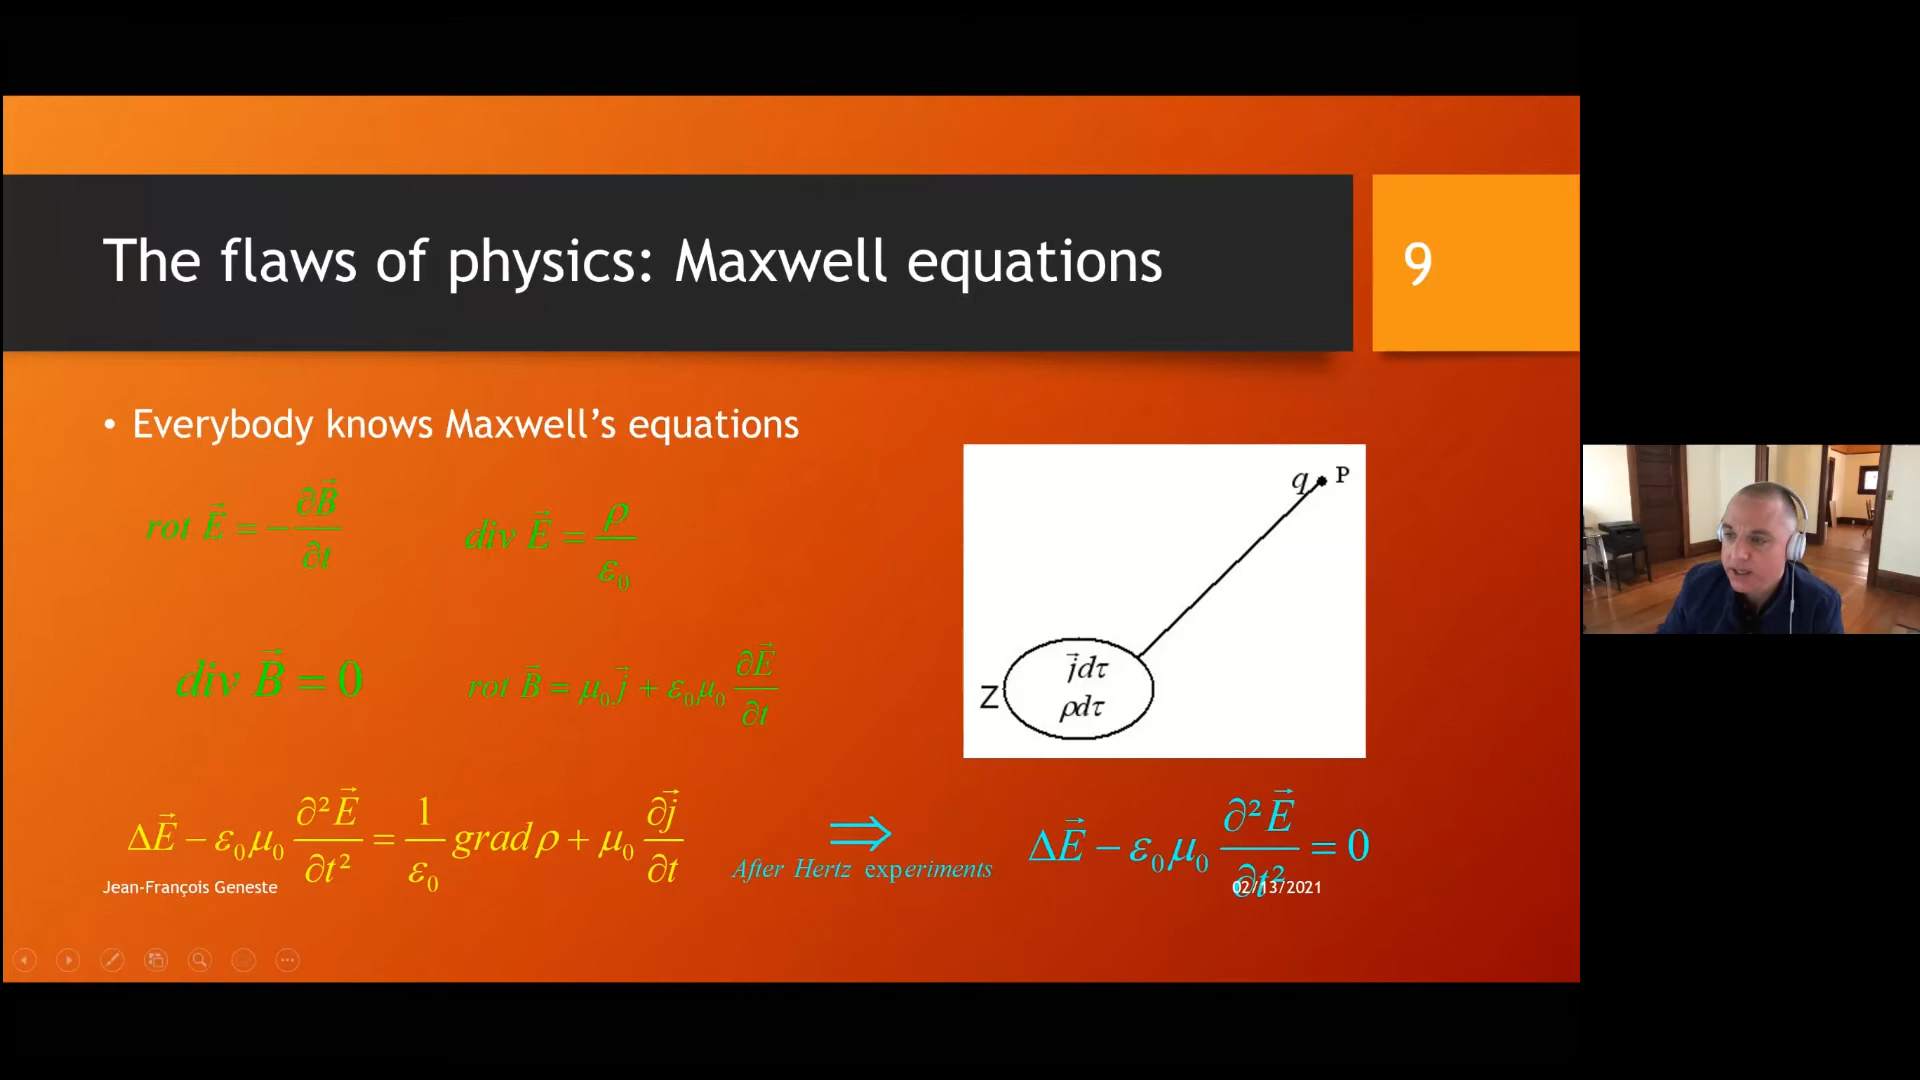 The flaws of physics: Maxwell equations
9
• Everybody knows Maxwell's equations
rot E⃗ = −∂B⃗/∂t
div E⃗ = ρ/ε₀
div B⃗ = 0
rot B⃗ = μ₀j⃗ + ε₀μ₀ ∂E⃗/∂t
q P
Z
j⃗dτ
ρdτ
ΔE⃗ − ε₀μ₀ ∂²E⃗/∂t² = 1/ε₀ grad ρ + μ₀ ∂j⃗/∂t
⇒
After Hertz experiments
ΔE⃗ − ε₀μ₀ ∂²E⃗/∂t² = 0
Jean-François Geneste
02/13/2021